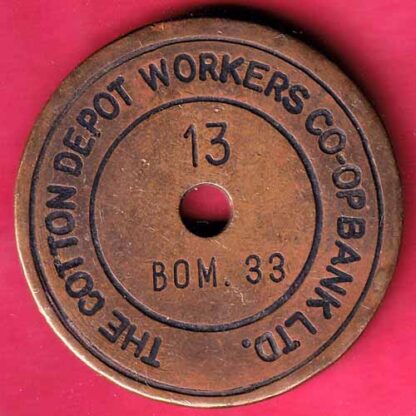 THE COTTON DEPOT WORKERS CO-OP BANK LTD.
13
BOM. 33